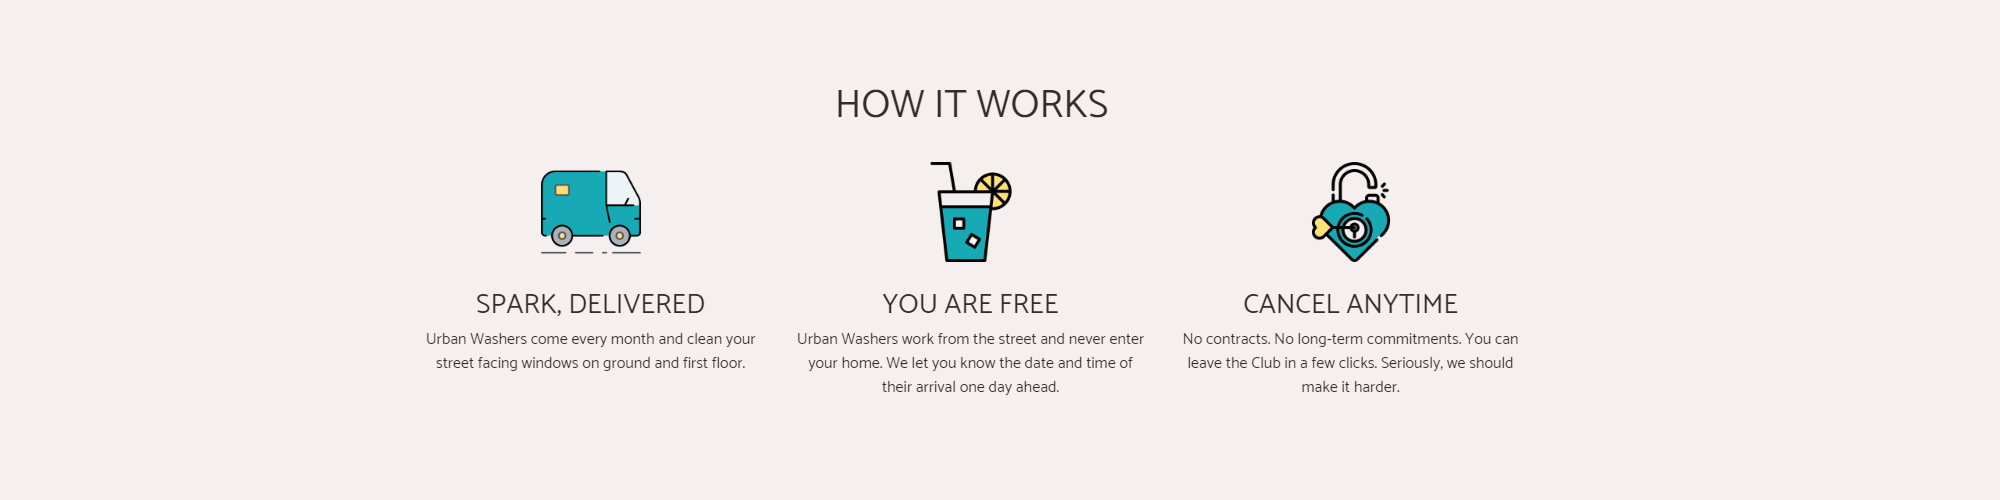 HOW IT WORKS
SPARK, DELIVERED
Urban Washers come every month and clean your
street facing windows on ground and first floor.
YOU ARE FREE
Urban Washers work from the street and never enter
your home. We let you know the date and time of
their arrival one day ahead.
CANCEL ANYTIME
No contracts. No long-term commitments. You can
leave the Club in a few clicks. Seriously, we should
make it harder.